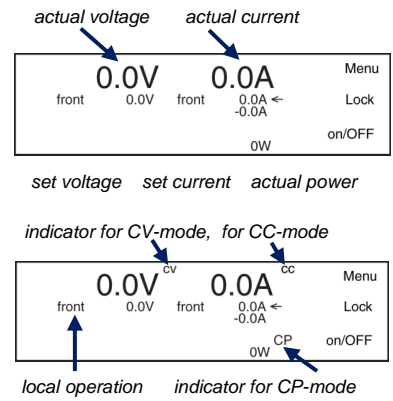 actual voltage actual current
0.0V 0.0A Menu
front 0.0V front 0.0A ← Lock
-0.0A
on/OFF
0W
set voltage set current actual power
indicator for CV-mode, for CC-mode
cv cc
0.0V 0.0A Menu
front 0.0V front 0.0A ← Lock
-0.0A
CP on/OFF
0W
local operation indicator for CP-mode